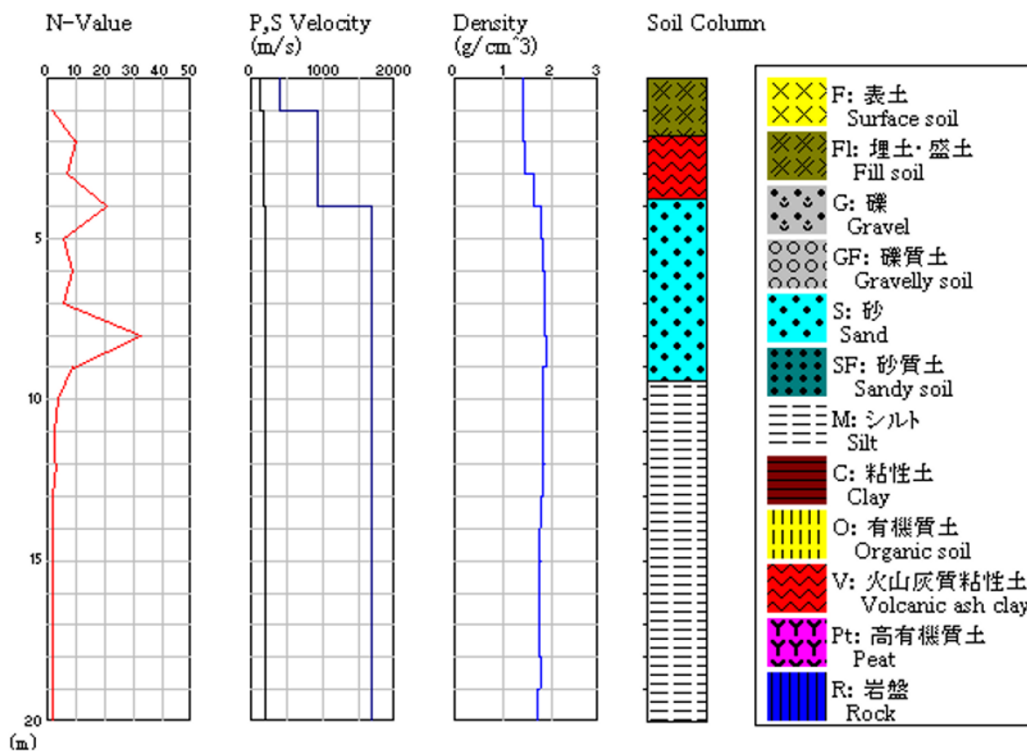 N-Value
P,S Velocity
(m/s)
Density
(g/cm^3)
Soil Column
0 10 20 30 40 50
0 1000 2000
0 1 2 3
5
10
15
20
(m)
F: 表土
Surface soil
Fl: 埋土・盛土
Fill soil
G: 礫
Gravel
GF: 礫質土
Gravelly soil
S: 砂
Sand
SF: 砂質土
Sandy soil
M: シルト
Silt
C: 粘性土
Clay
O: 有機質土
Organic soil
V: 火山灰質粘性土
Volcanic ash clay
Pt: 高有機質土
Peat
R: 岩盤
Rock